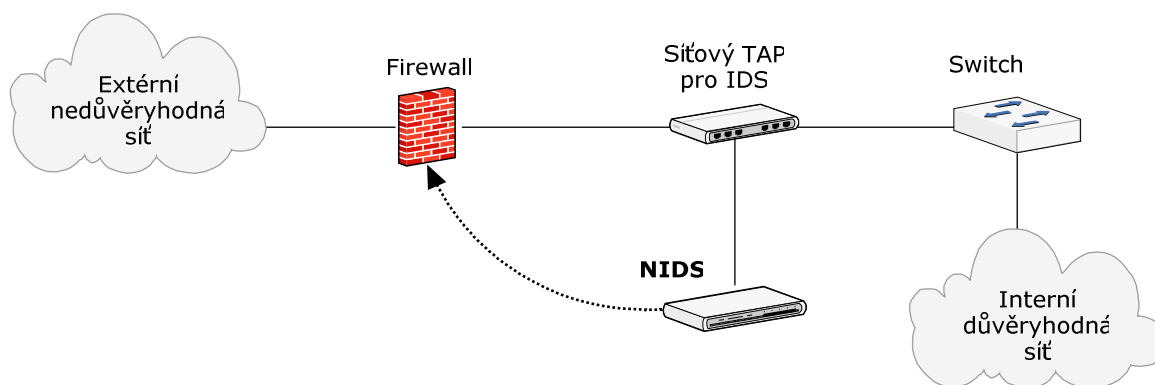 Extérní
nedůvěryhodná
síť
Firewall
Síťový TAP
pro IDS
Switch
NIDS
Interní
důvěryhodná
síť